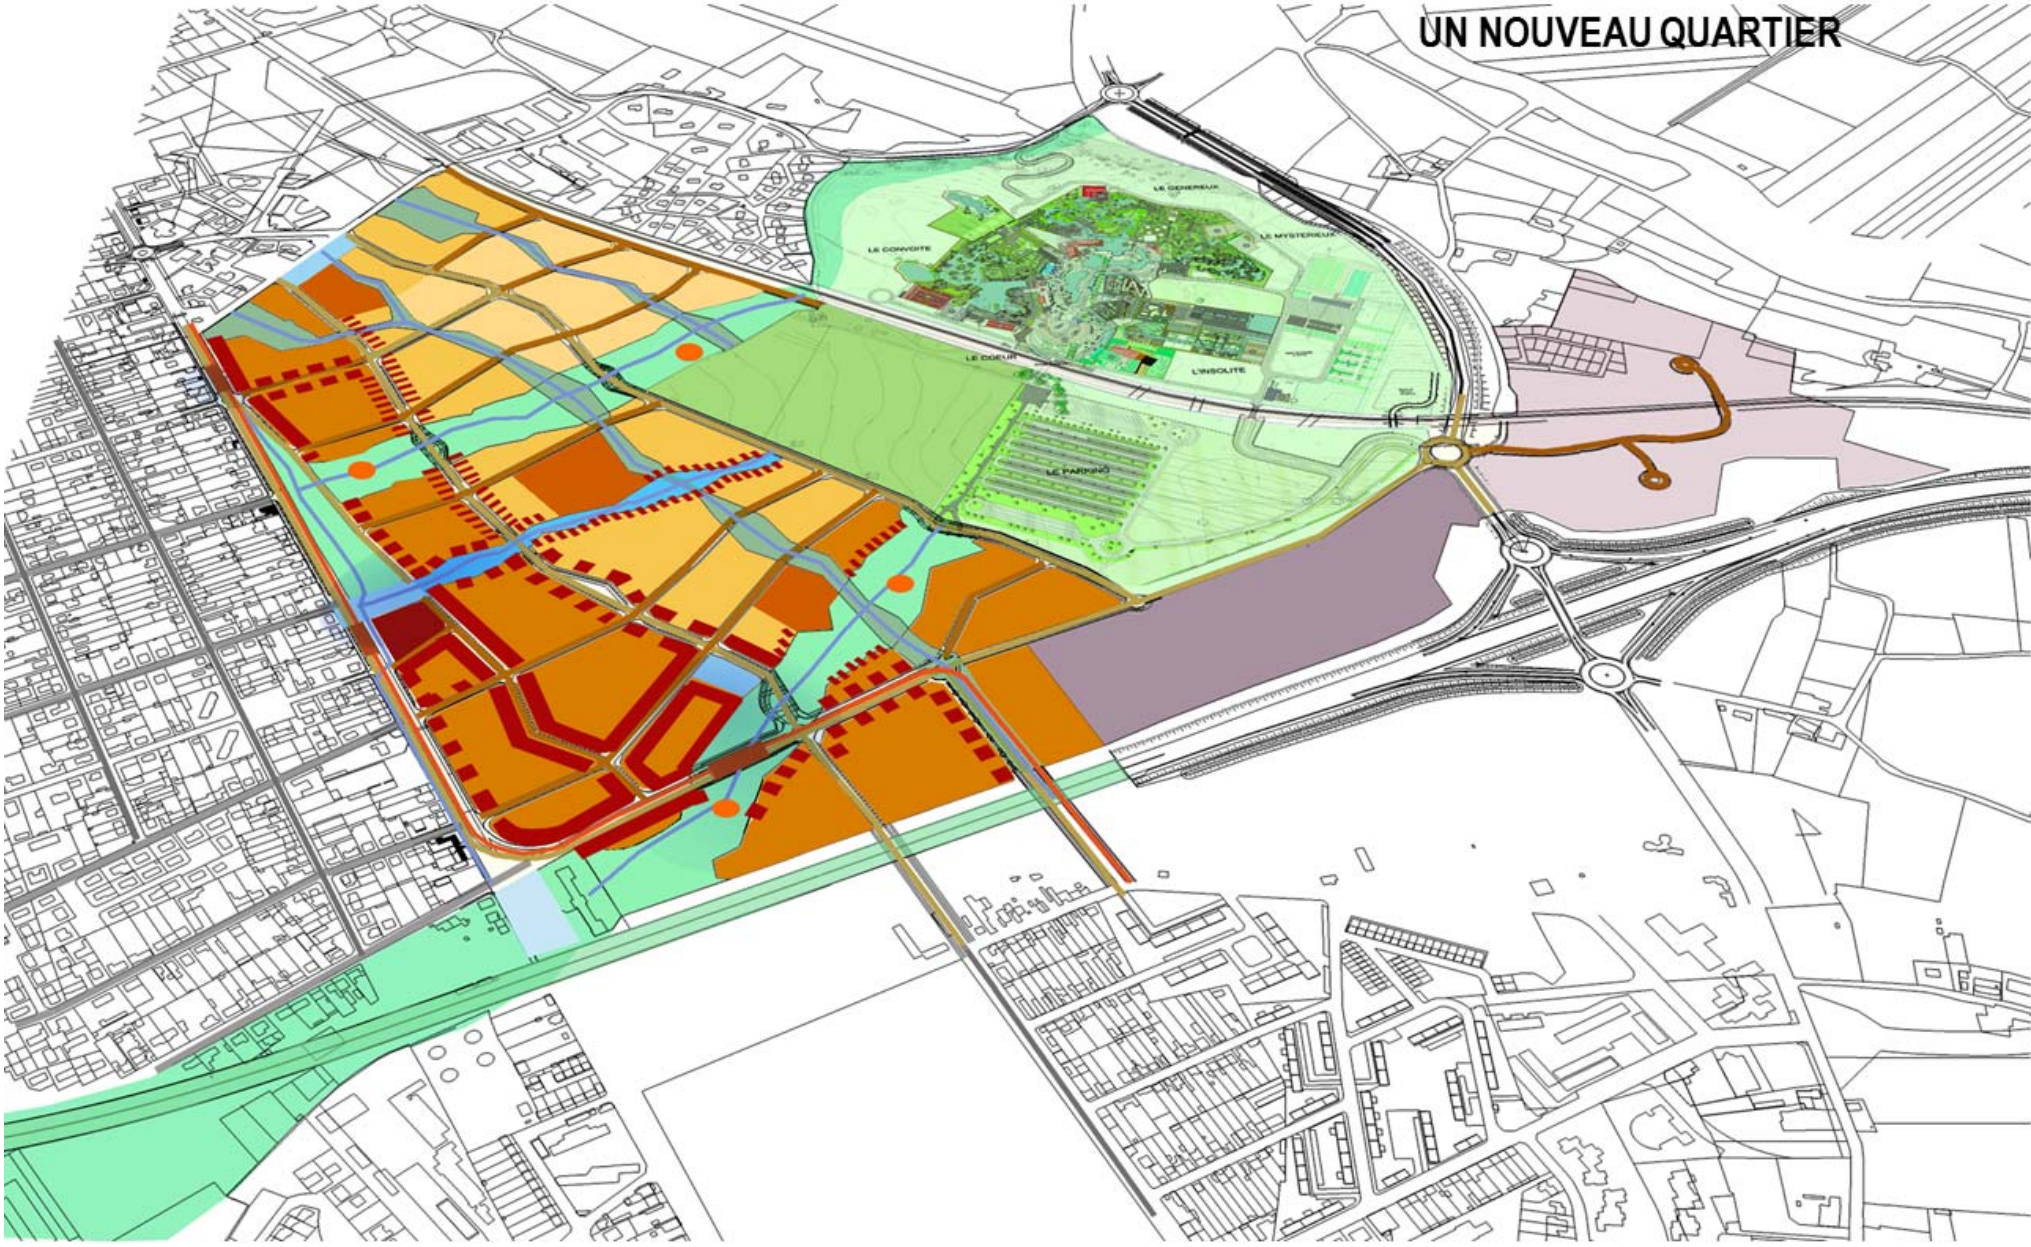 UN NOUVEAU QUARTIER
LE GENEREUX
LE MYSTERIEUX
LE CONVOITE
LE COEUR
L'INSOLITE
LE PARKING